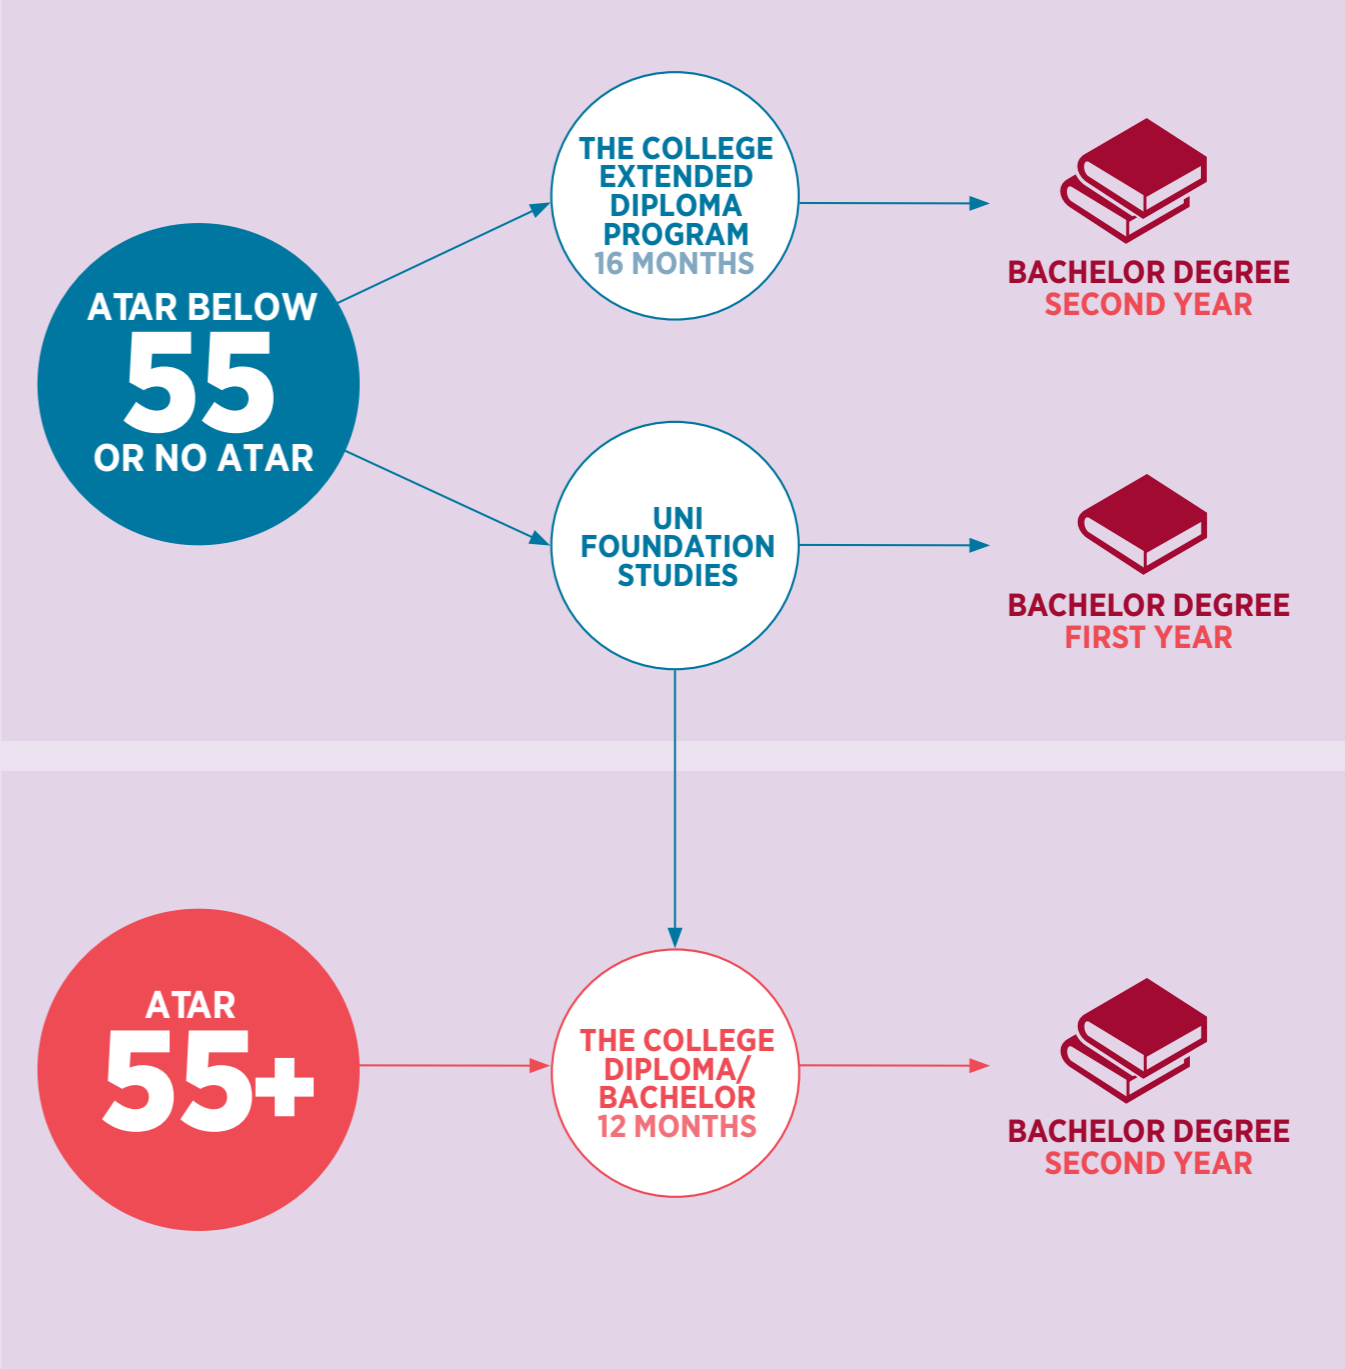 ATAR BELOW
55
OR NO ATAR
THE COLLEGE
EXTENDED
DIPLOMA
PROGRAM
16 MONTHS
BACHELOR DEGREE
SECOND YEAR
UNI
FOUNDATION
STUDIES
BACHELOR DEGREE
FIRST YEAR
ATAR
55+
THE COLLEGE
DIPLOMA/
BACHELOR
12 MONTHS
BACHELOR DEGREE
SECOND YEAR